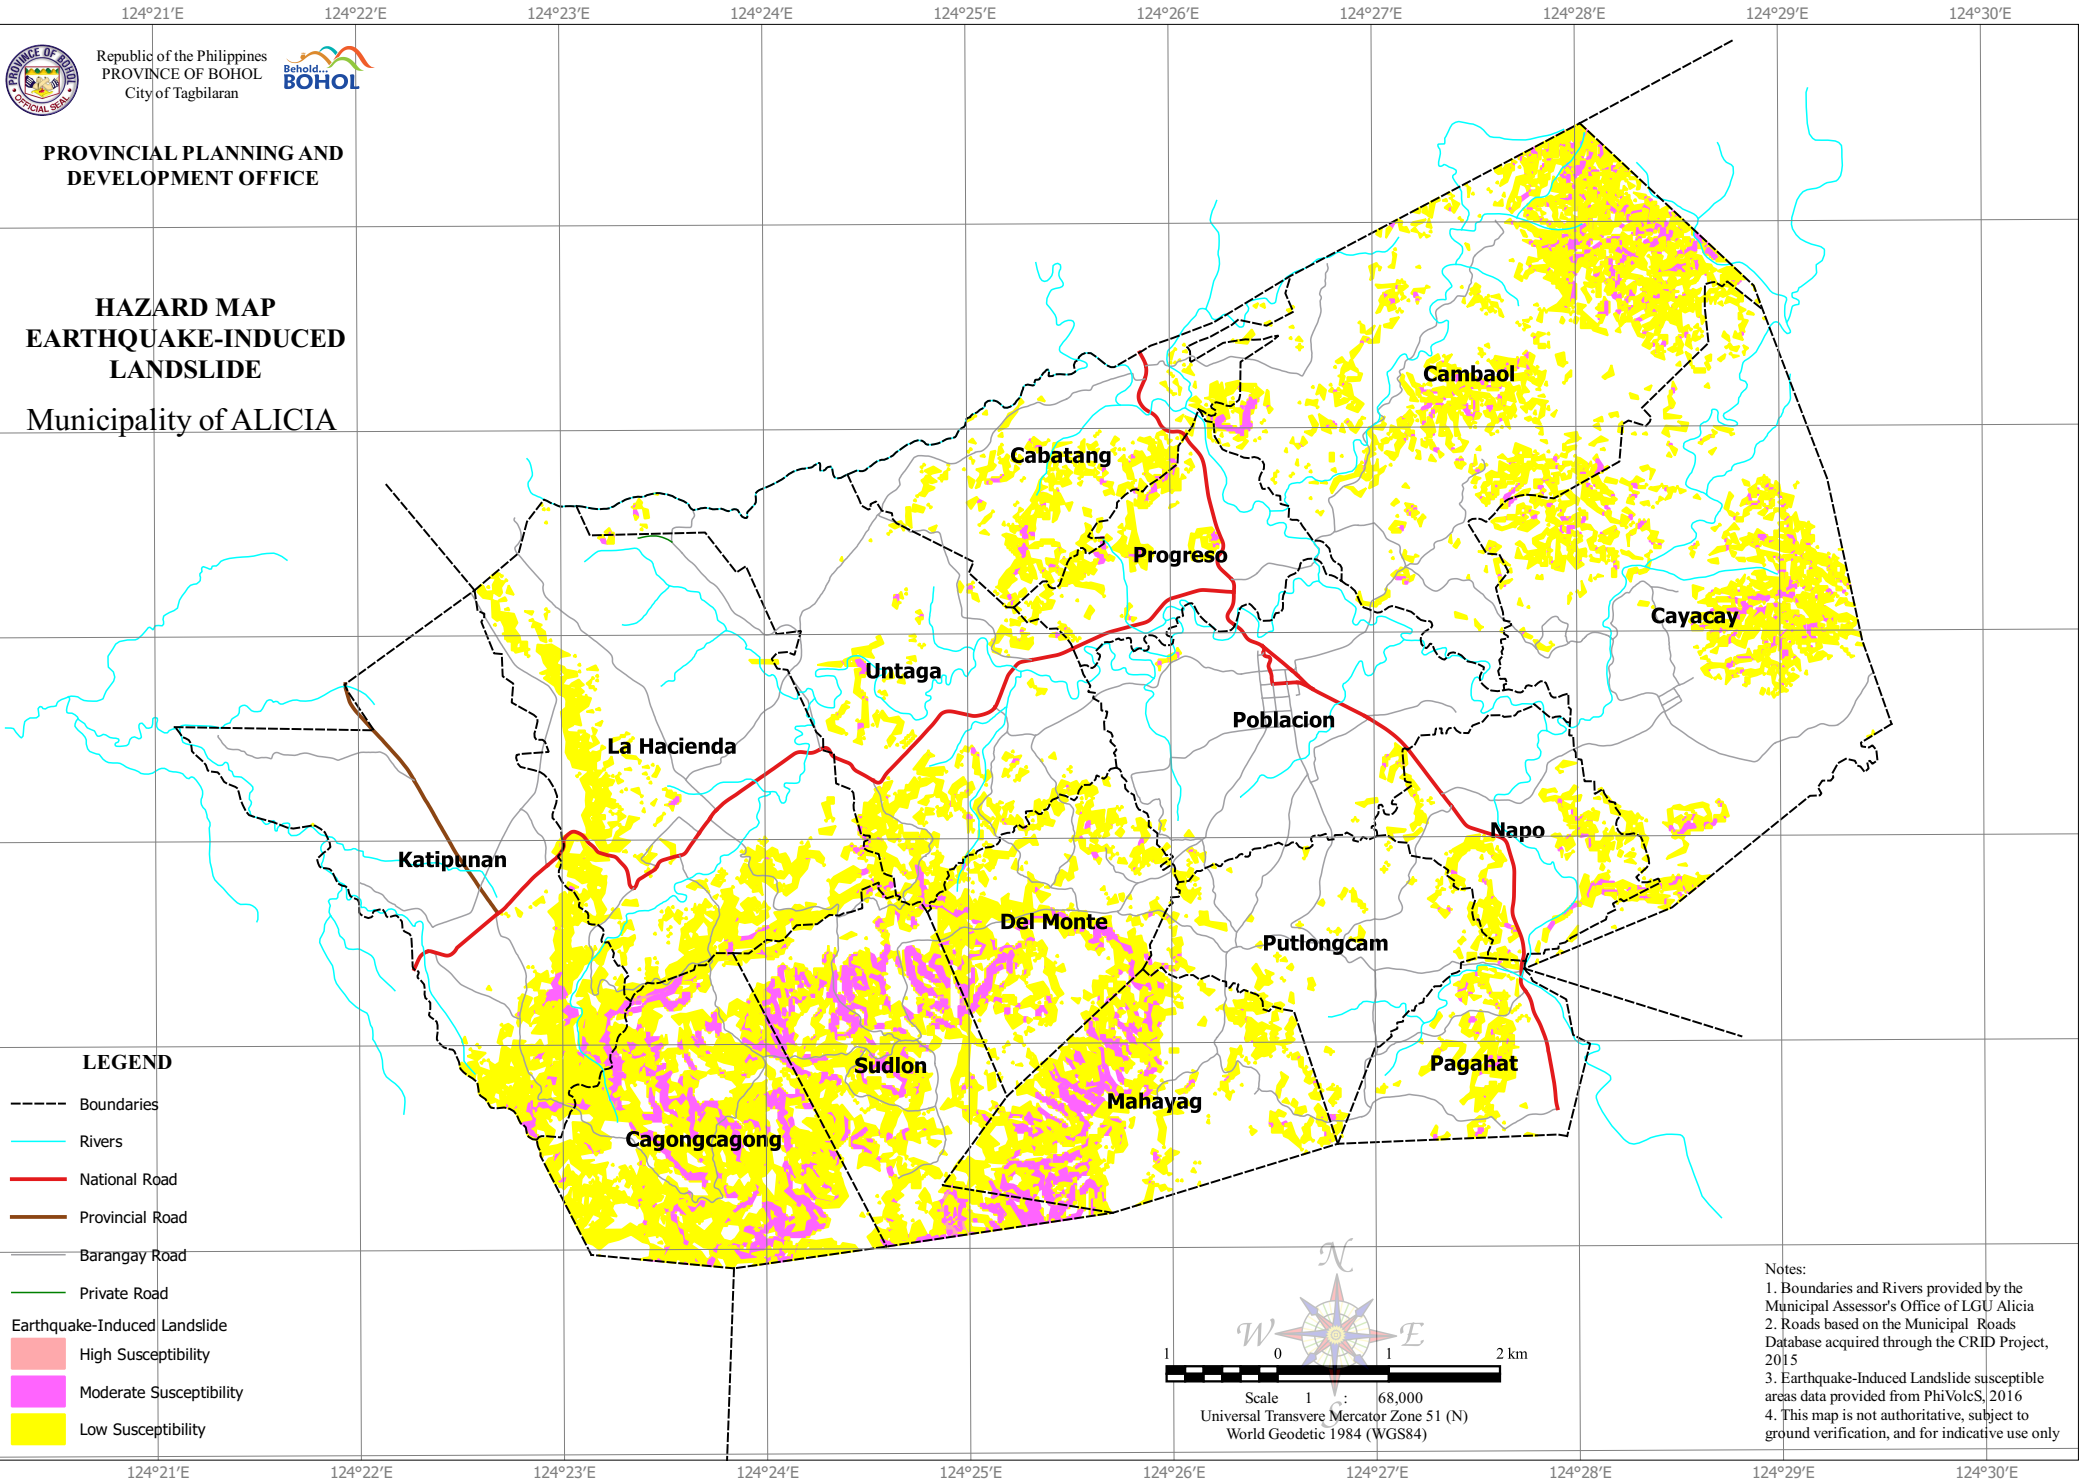 124°21'E 124°22'E 124°23'E 124°24'E 124°25'E 124°26'E 124°27'E 124°28'E 124°29'E 124°30'E
PROVINCE OF BOHOL
OFFICIAL SEAL
Republic of the Philippines
PROVINCE OF BOHOL
City of Tagbilaran
Behold...
BOHOL
PROVINCIAL PLANNING AND
DEVELOPMENT OFFICE
HAZARD MAP
EARTHQUAKE-INDUCED
LANDSLIDE
Municipality of ALICIA
Cambaol
Cabatang
Progreso
Cayacay
Untaga
Poblacion
La Hacienda
Napo
Katipunan
Del Monte
Putlongcam
Sudlon
Pagahat
Mahayag
Cagongcagong
LEGEND
Boundaries
Rivers
National Road
Provincial Road
Barangay Road
Private Road
Earthquake-Induced Landslide
High Susceptibility
Moderate Susceptibility
Low Susceptibility
N
W E
S
1 0 1 2 km
Scale 1 : 68,000
Universal Transvere Mercator Zone 51 (N)
World Geodetic 1984 (WGS84)
Notes:
1. Boundaries and Rivers provided by the
Municipal Assessor's Office of LGU Alicia
2. Roads based on the Municipal Roads
Database acquired through the CRID Project,
2015
3. Earthquake-Induced Landslide susceptible
areas data provided from PhiVolcS, 2016
4. This map is not authoritative, subject to
ground verification, and for indicative use only
124°21'E 124°22'E 124°23'E 124°24'E 124°25'E 124°26'E 124°27'E 124°28'E 124°29'E 124°30'E